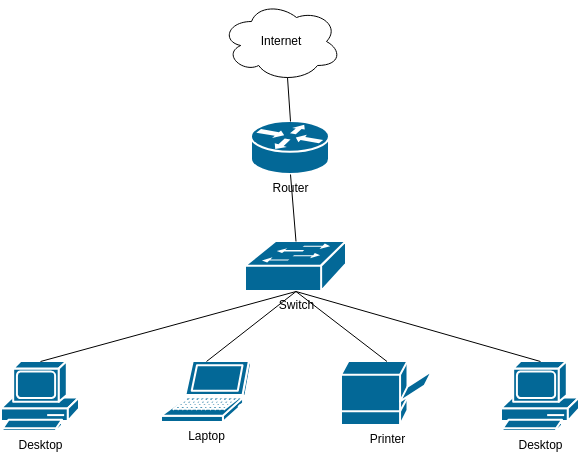 Internet
Router
Switch
Desktop
Laptop
Printer
Desktop